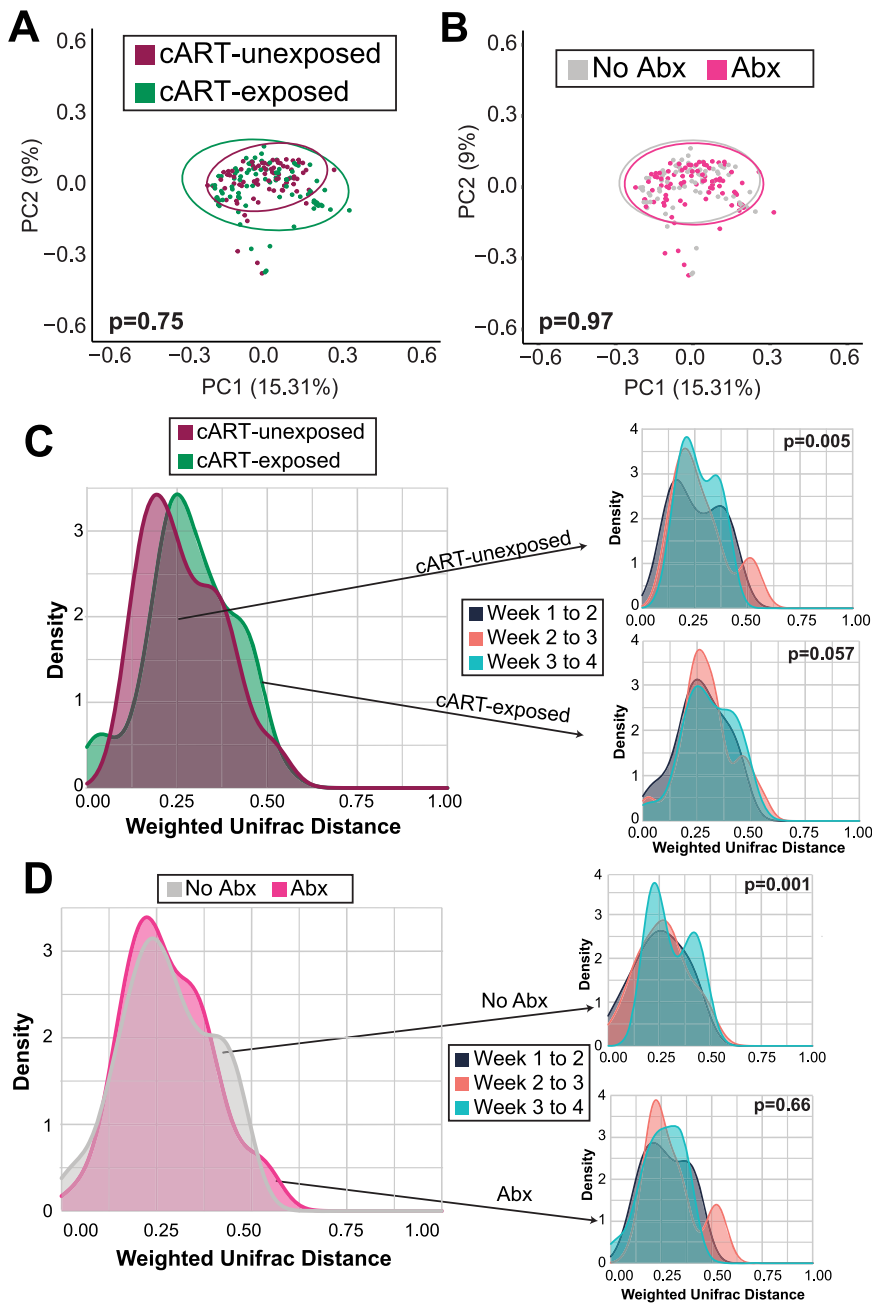 A
cART-unexposed
cART-exposed
0.6
0.3
0.0
−0.3
−0.6
PC2 (9%)
p=0.75
−0.6
−0.3
0.0
0.3
0.6
PC1 (15.31%)
B
No Abx
Abx
0.6
0.3
0.0
−0.3
−0.6
PC2 (9%)
p=0.97
−0.6
−0.3
0.0
0.3
0.6
PC1 (15.31%)
C
cART-unexposed
cART-exposed
3
2
1
0
Density
0.00
0.25
0.50
0.75
1.00
Weighted Unifrac Distance
cART-unexposed
cART-exposed
4
3
2
1
0
Density
p=0.005
0.00
0.25
0.50
0.75
1.00
Week 1 to 2
Week 2 to 3
Week 3 to 4
4
3
2
1
0
Density
p=0.057
0.00
0.25
0.50
0.75
1.00
Weighted Unifrac Distance
D
No Abx
Abx
3
2
1
0
Density
0.00
0.25
0.50
0.75
1.00
Weighted Unifrac Distance
No Abx
Abx
4
3
2
1
0
Density
p=0.001
0.00
0.25
0.50
0.75
1.00
Week 1 to 2
Week 2 to 3
Week 3 to 4
4
3
2
1
0
Density
p=0.66
0.00
0.25
0.50
0.75
1.00
Weighted Unifrac Distance